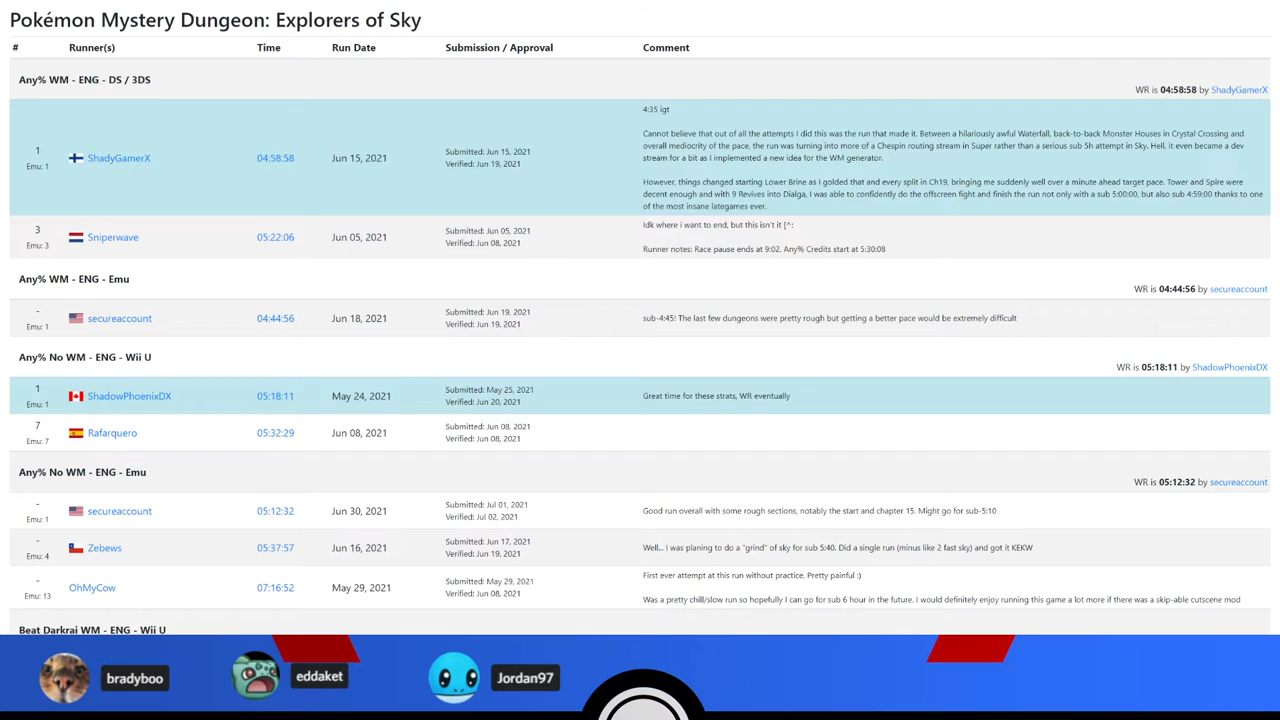 Pokémon Mystery Dungeon: Explorers of Sky
# Runner(s) Time Run Date Submission / Approval Comment
Any% WM - ENG - DS / 3DS
WR is 04:58:58 by ShadyGamerX
1
Emu: 1
ShadyGamerX 04:58:58 Jun 15, 2021
Submitted: Jun 15, 2021
Verified: Jun 19, 2021
4:35 igt
Cannot believe that out of all the attempts I did this was the run that made it. Between a hilariously awful Waterfall, back-to-back Monster Houses in Crystal Crossing and
overall mediocrity of the pace, the run was turning into more of a Chespin routing stream in Super rather than a serious sub 5h attempt in Sky. Hell, it even became a dev
stream for a bit as I implemented a new idea for the WM generator.
However, things changed starting Lower Brine as I golded that and every split in Ch19, bringing me suddenly well over a minute ahead target pace. Tower and Spire were
decent enough and with 9 Revives into Dialga, I was able to confidently do the offscreen fight and finish the run not only with a sub 5:00:00, but also sub 4:59:00 thanks to one
of the most insane lategames ever.
3
Emu: 3
Sniperwave 05:22:06 Jun 05, 2021
Submitted: Jun 05, 2021
Verified: Jun 08, 2021
Idk where i want to end, but this isn't it [^:
Runner notes: Race pause ends at 9:02, Any% Credits start at 5:30:08
Any% WM - ENG - Emu
WR is 04:44:56 by secureaccount
-
Emu: 1
secureaccount 04:44:56 Jun 18, 2021
Submitted: Jun 19, 2021
Verified: Jun 19, 2021
sub-4:45! The last few dungeons were pretty rough but getting a better pace would be extremely difficult
Any% No WM - ENG - Wii U
WR is 05:18:11 by ShadowPhoenixDX
1
Emu: 1
ShadowPhoenixDX 05:18:11 May 24, 2021
Submitted: May 25, 2021
Verified: Jun 20, 2021
Great time for these strats, WR eventually
7
Emu: 7
Rafarquero 05:32:29 Jun 08, 2021
Submitted: Jun 08, 2021
Verified: Jun 08, 2021
Any% No WM - ENG - Emu
WR is 05:12:32 by secureaccount
-
Emu: 1
secureaccount 05:12:32 Jun 30, 2021
Submitted: Jul 01, 2021
Verified: Jul 02, 2021
Good run overall with some rough sections, notably the start and chapter 15. Might go for sub-5:10
-
Emu: 4
Zebews 05:37:57 Jun 16, 2021
Submitted: Jun 17, 2021
Verified: Jun 19, 2021
Well... I was planing to do a "grind" of sky for sub 5:40. Did a single run (minus like 2 fast sky) and got it KEKW
-
Emu: 13
OhMyCow 07:16:52 May 29, 2021
Submitted: May 29, 2021
Verified: Jun 08, 2021
First ever attempt at this run without practice. Pretty painful :)
Was a pretty chill/slow run so hopefully I can go for sub 6 hour in the future. I would definitely enjoy running this game a lot more if there was a skip-able cutscene mod
Beat Darkrai WM - ENG - Wii U
bradyboo
eddaket
Jordan97